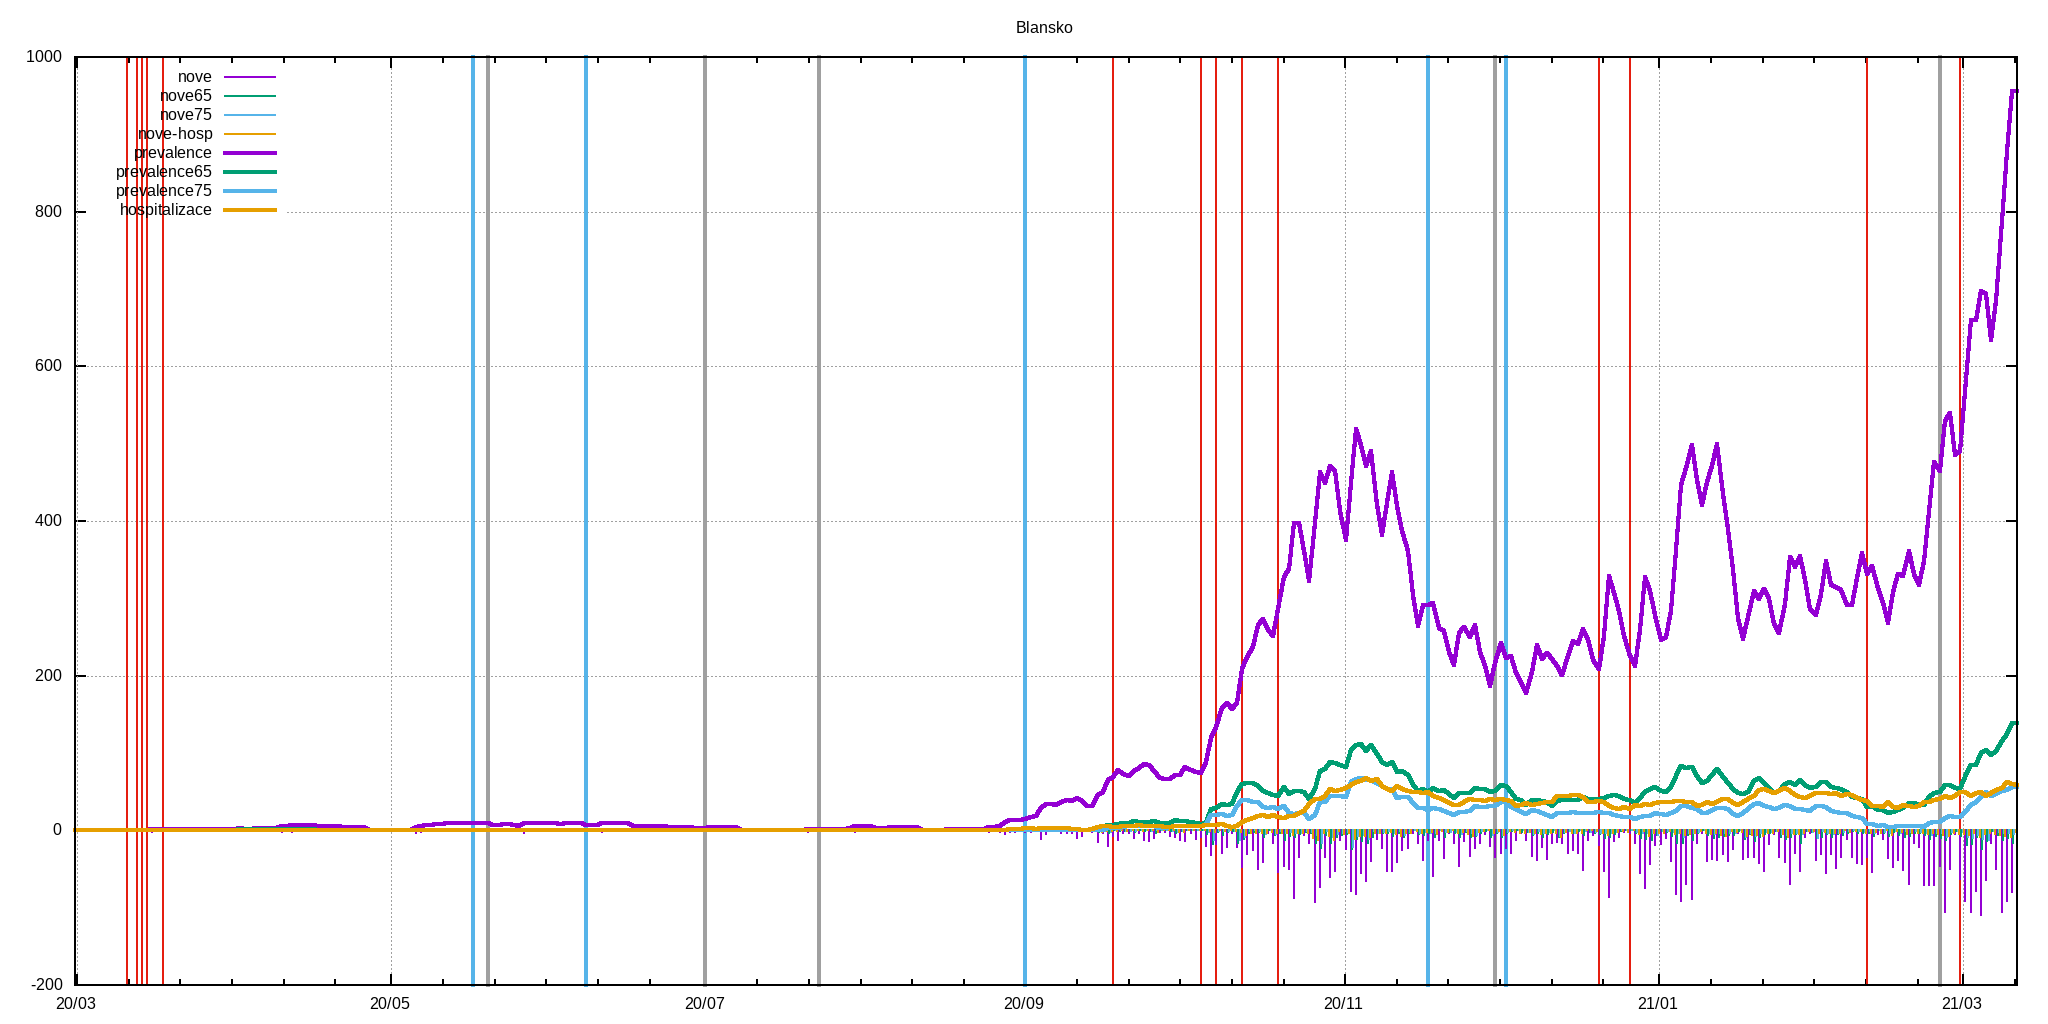 Blansko
1000
800
600
400
200
0
-200
nove
nove65
nove75
nove-hosp
prevalence
prevalence65
prevalence75
hospitalizace
20/03 20/05 20/07 20/09 20/11 21/01 21/03